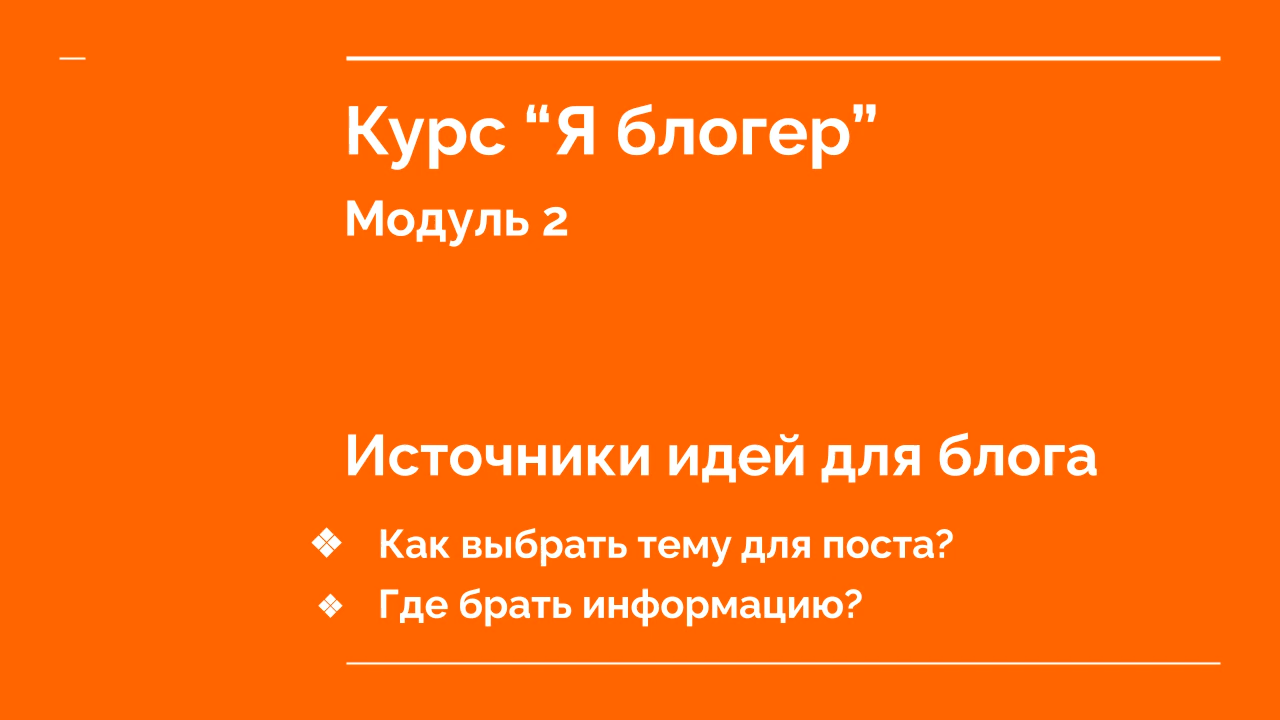 Курс “Я блогер”
Модуль 2
Источники идей для блога
❖ Как выбрать тему для поста?
❖ Где брать информацию?